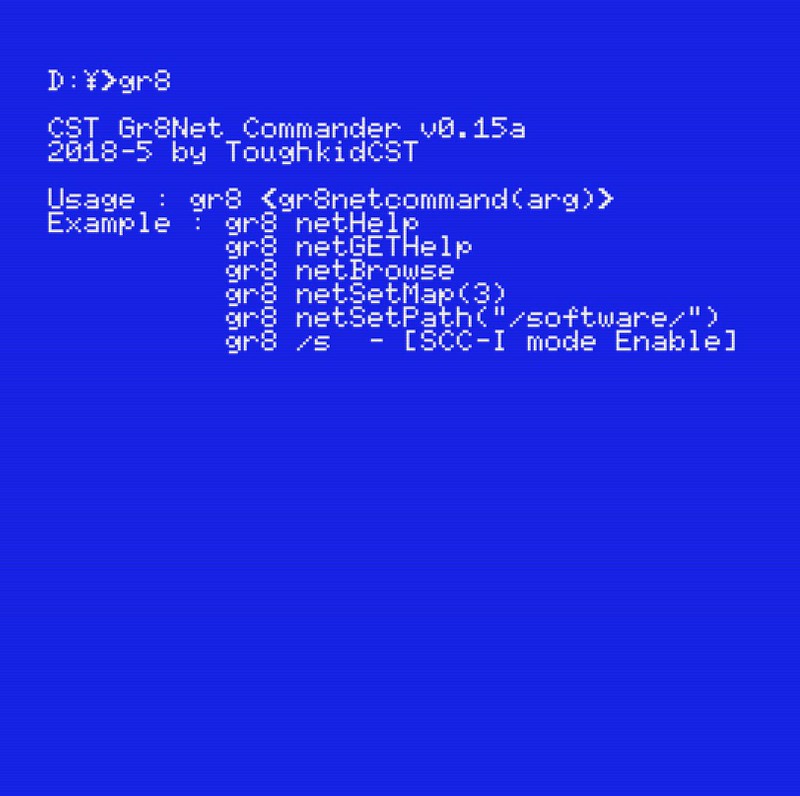 D:¥>gr8
CST Gr8Net Commander v0.15a
2018-5 by ToughkidCST
Usage : gr8 <gr8netcommand(arg)>
Example : gr8 netHelp
gr8 netGETHelp
gr8 netBrowse
gr8 netSetMap(3)
gr8 netSetPath("/software/")
gr8 /s  - [SCC-I mode Enable]